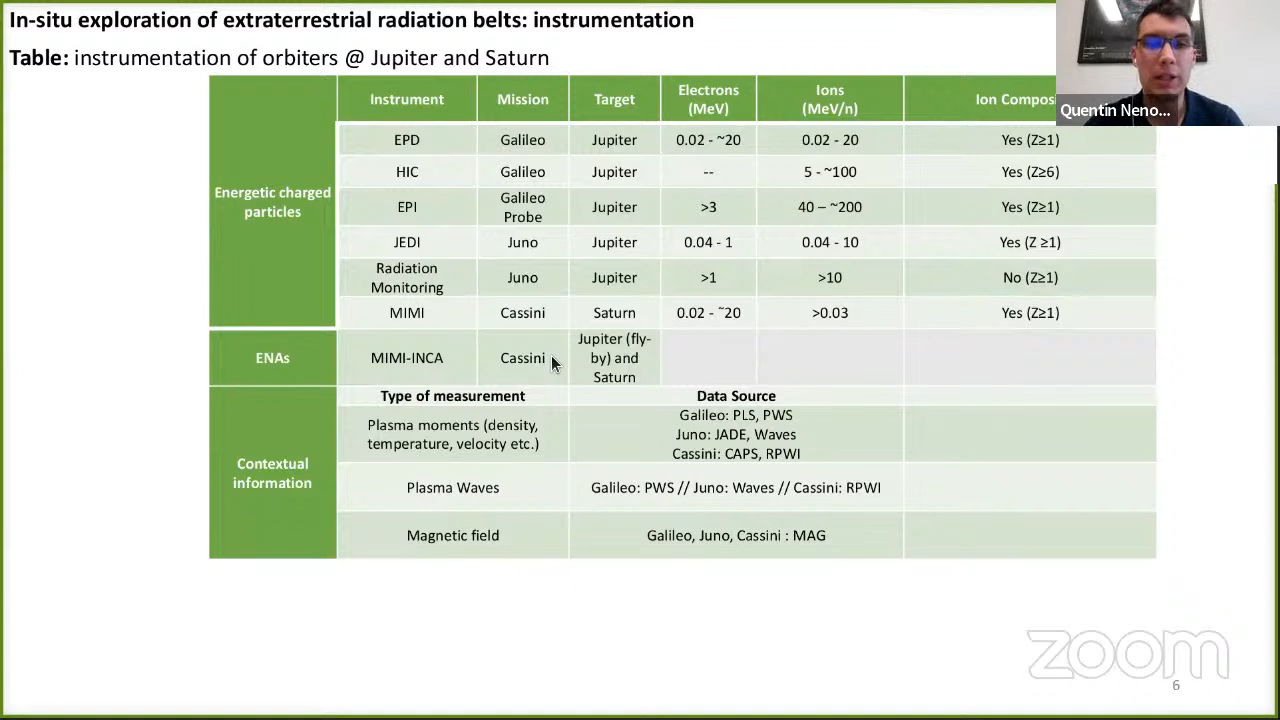 In-situ exploration of extraterrestrial radiation belts: instrumentation
Table: instrumentation of orbiters @ Jupiter and Saturn
Instrument Mission Target Electrons (MeV) Ions (MeV/n) Ion Compos
Energetic charged particles
EPD Galileo Jupiter 0.02 - ~20 0.02 - 20 Yes (Z≥1)
HIC Galileo Jupiter -- 5 - ~100 Yes (Z≥6)
EPI Galileo Probe Jupiter >3 40 – ~200 Yes (Z≥1)
JEDI Juno Jupiter 0.04 - 1 0.04 - 10 Yes (Z ≥1)
Radiation Monitoring Juno Jupiter >1 >10 No (Z≥1)
MIMI Cassini Saturn 0.02 - ˜20 >0.03 Yes (Z≥1)
ENAs MIMI-INCA Cassini Jupiter (fly-by) and Saturn
Contextual information
Type of measurement Data Source
Plasma moments (density, temperature, velocity etc.)
Galileo: PLS, PWS
Juno: JADE, Waves
Cassini: CAPS, RPWI
Plasma Waves Galileo: PWS // Juno: Waves // Cassini: RPWI
Magnetic field Galileo, Juno, Cassini : MAG
Quentin Neno...
zoom
6